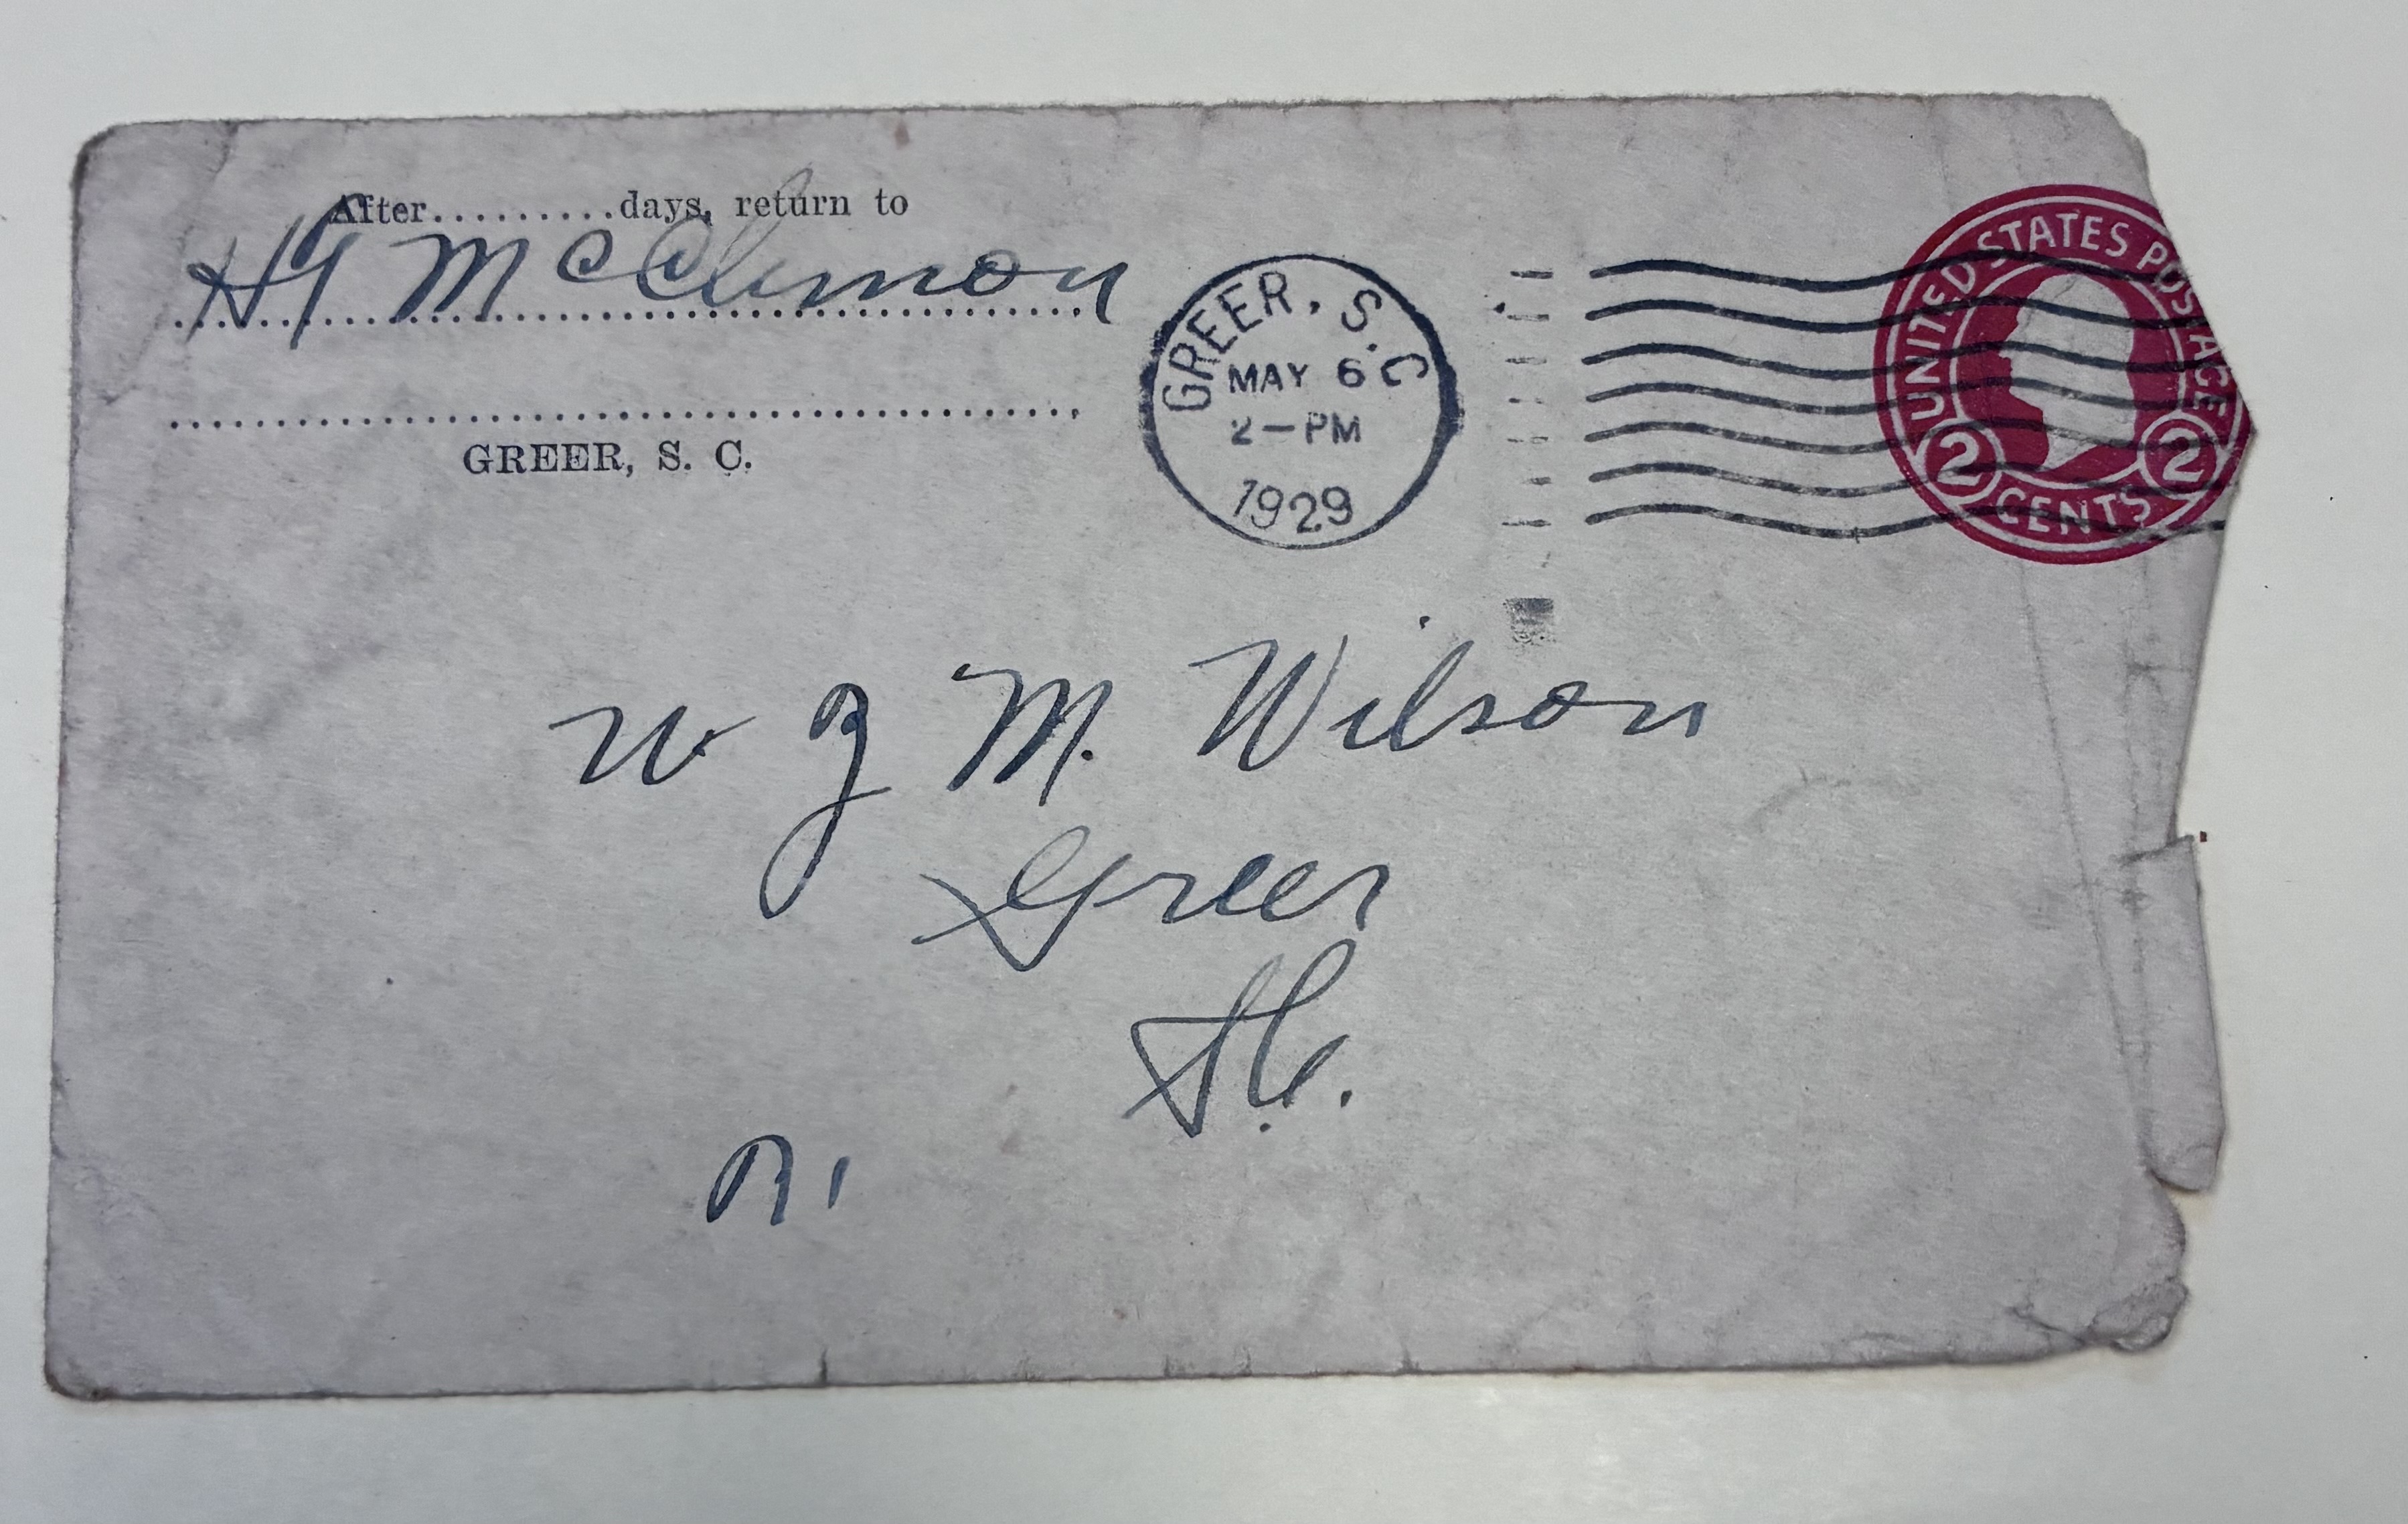 After.........days, return to
H T McClimon
GREER, S. C.
GREER, S.C.
MAY 6
2-PM
1929
UNITED STATES POSTAGE
2 CENTS 2
M. Wilson
Greer
S.C.
R 1